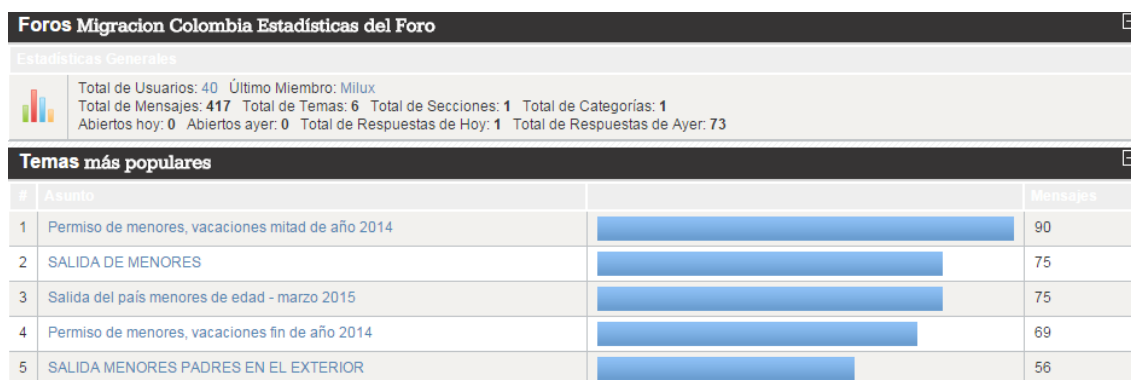 Foros Migracion Colombia Estadísticas del Foro
Estadísticas Generales
Total de Usuarios: 40 Último Miembro: Milux
Total de Mensajes: 417 Total de Temas: 6 Total de Secciones: 1 Total de Categorías: 1
Abiertos hoy: 0 Abiertos ayer: 0 Total de Respuestas de Hoy: 1 Total de Respuestas de Ayer: 73
Temas más populares
# Asunto Mensajes
1 Permiso de menores, vacaciones mitad de año 2014 90
2 SALIDA DE MENORES 75
3 Salida del país menores de edad - marzo 2015 75
4 Permiso de menores, vacaciones fin de año 2014 69
5 SALIDA MENORES PADRES EN EL EXTERIOR 56